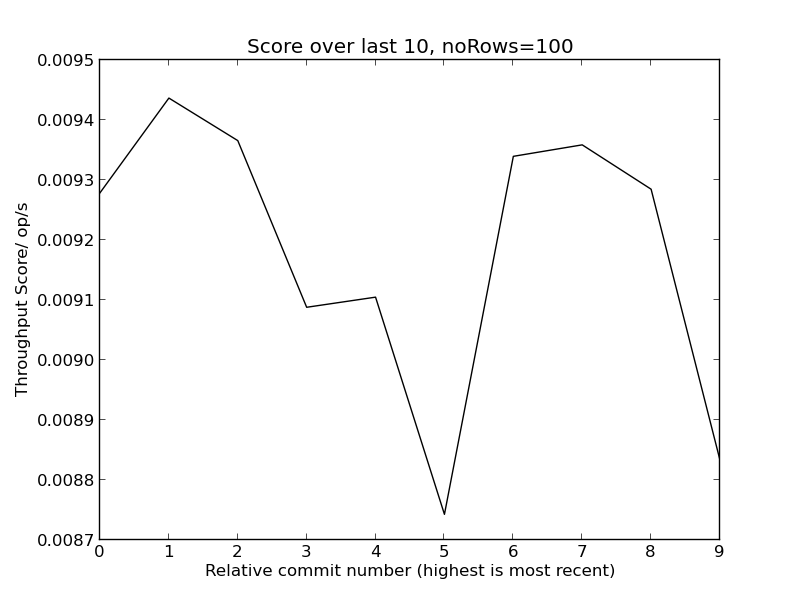 Score over last 10, noRows=100
0.0095
0.0094
0.0093
0.0092
0.0091
0.0090
0.0089
0.0088
0.0087
Throughput Score/ op/s
0 1 2 3 4 5 6 7 8 9
Relative commit number (highest is most recent)